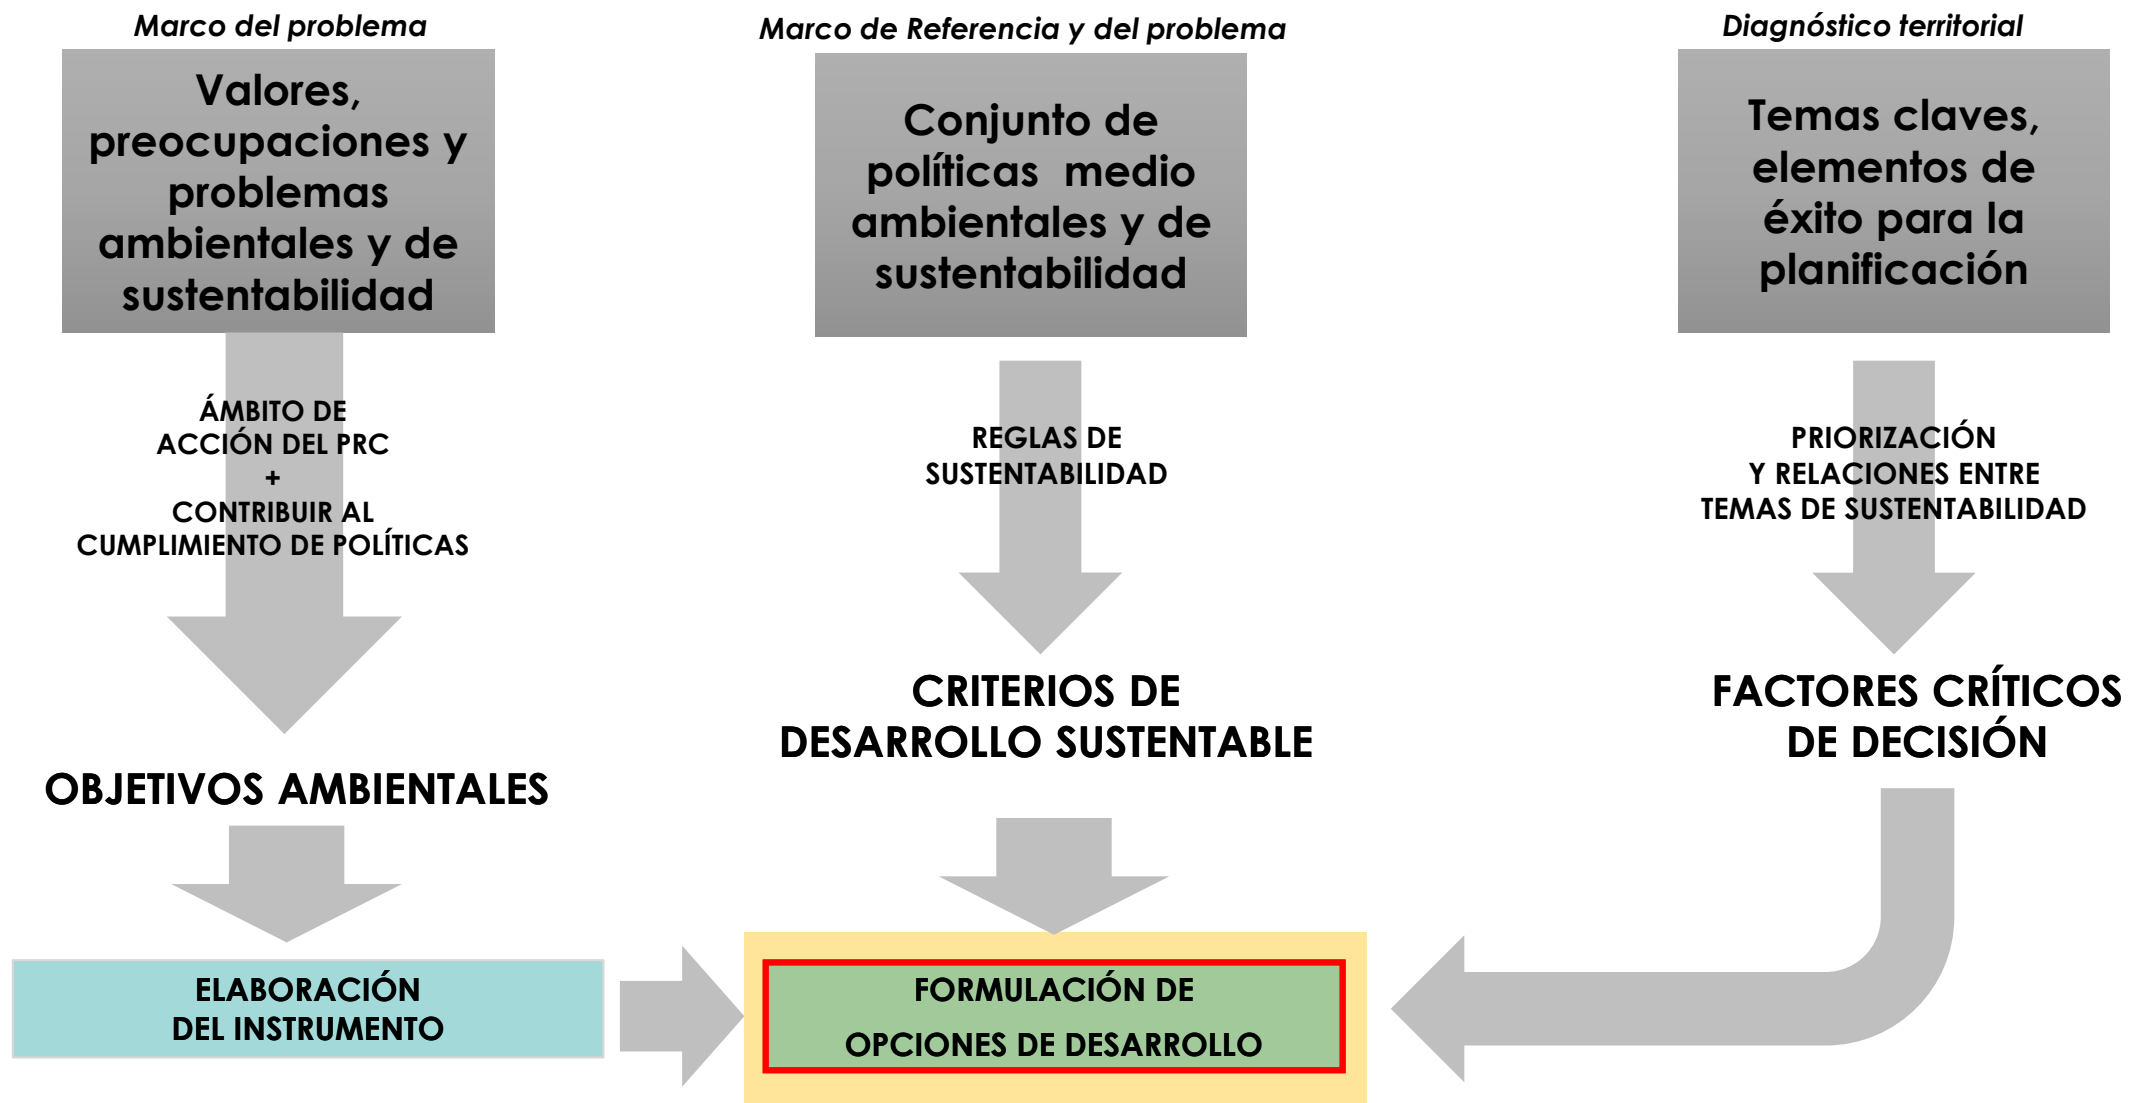 Marco del problema
Valores,
preocupaciones y
problemas
ambientales y de
sustentabilidad
ÁMBITO DE
ACCIÓN DEL PRC
+
CONTRIBUIR AL
CUMPLIMIENTO DE POLÍTICAS
OBJETIVOS AMBIENTALES
ELABORACIÓN
DEL INSTRUMENTO
Marco de Referencia y del problema
Conjunto de
políticas medio
ambientales y de
sustentabilidad
REGLAS DE
SUSTENTABILIDAD
CRITERIOS DE
DESARROLLO SUSTENTABLE
FORMULACIÓN DE
OPCIONES DE DESARROLLO
Diagnóstico territorial
Temas claves,
elementos de
éxito para la
planificación
PRIORIZACIÓN
Y RELACIONES ENTRE
TEMAS DE SUSTENTABILIDAD
FACTORES CRÍTICOS
DE DECISIÓN